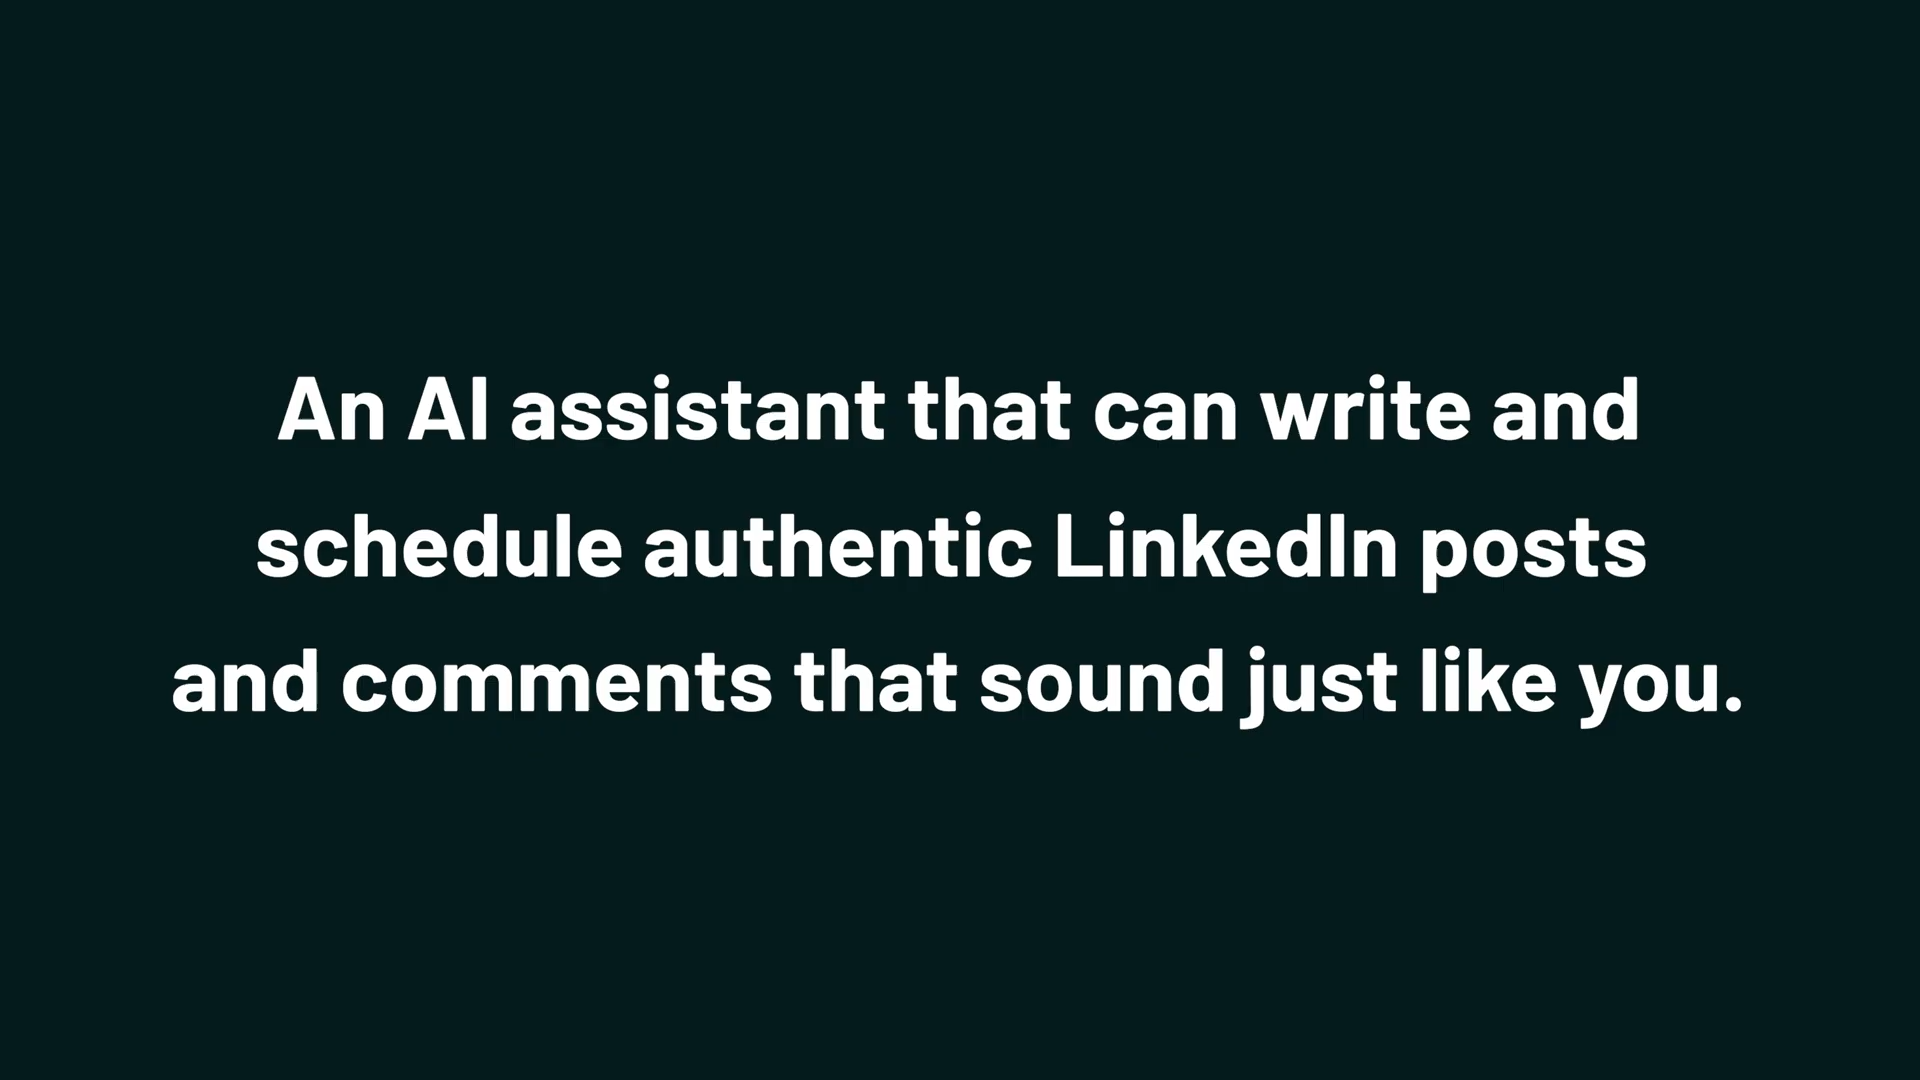 An AI assistant that can write and
schedule authentic LinkedIn posts
and comments that sound just like you.